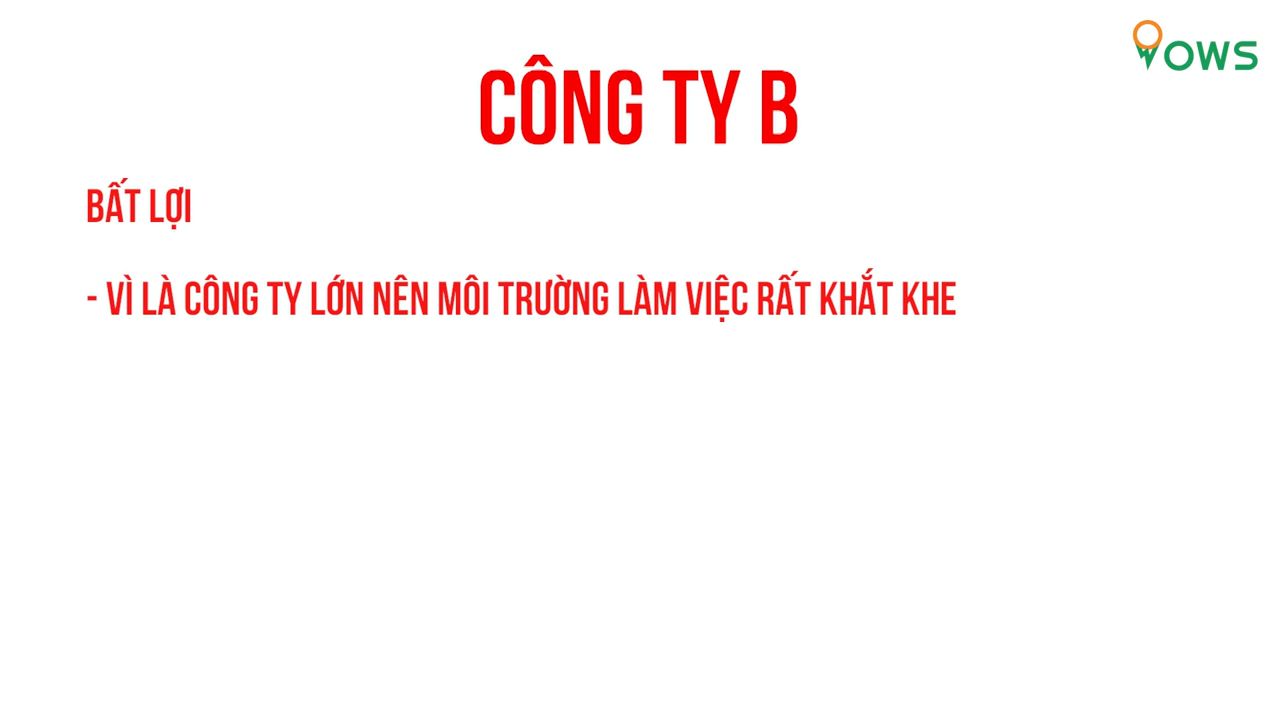 VOWS
CÔNG TY B
BẤT LỢI
- VÌ LÀ CÔNG TY LỚN NÊN MÔI TRƯỜNG LÀM VIỆC RẤT KHẮT KHE